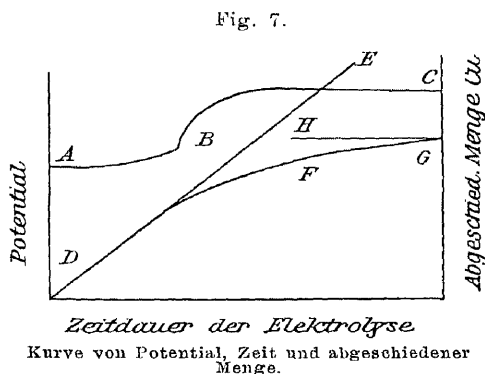 Fig. 7.
E
C
B
H
A
G
F
D
Potential
Abgeschied. Menge Cu
Zeitdauer der Elektrolyse
Kurve von Potential, Zeit und abgeschiedener
Menge.